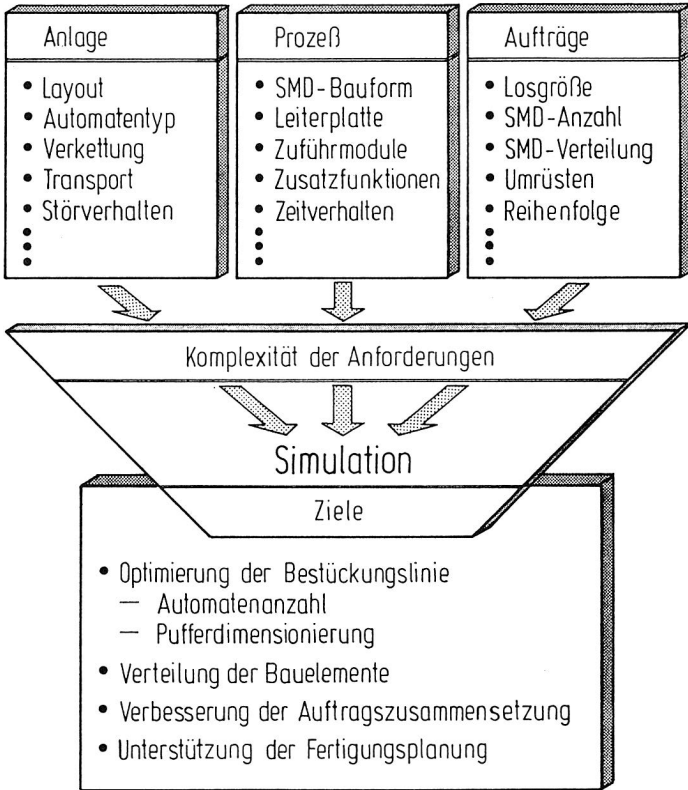 Anlage
• Layout
• Automatentyp
• Verkettung
• Transport
• Störverhalten
•
•
•
Prozeß
• SMD-Bauform
• Leiterplatte
• Zuführmodule
• Zusatzfunktionen
• Zeitverhalten
•
•
•
Aufträge
• Losgröße
• SMD-Anzahl
• SMD-Verteilung
• Umrüsten
• Reihenfolge
•
•
•
Komplexität der Anforderungen
Simulation
Ziele
• Optimierung der Bestückungslinie
— Automatenanzahl
— Pufferdimensionierung
• Verteilung der Bauelemente
• Verbesserung der Auftragszusammensetzung
• Unterstützung der Fertigungsplanung